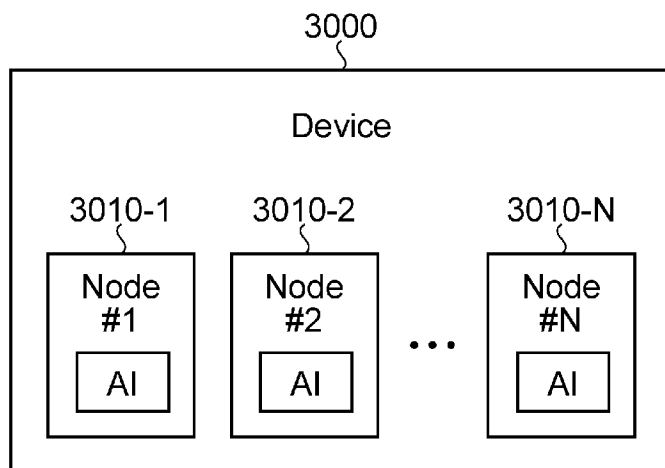 3000
Device
3010-1 3010-2 3010-N
Node Node Node
#1 #2 ... #N
AI AI AI